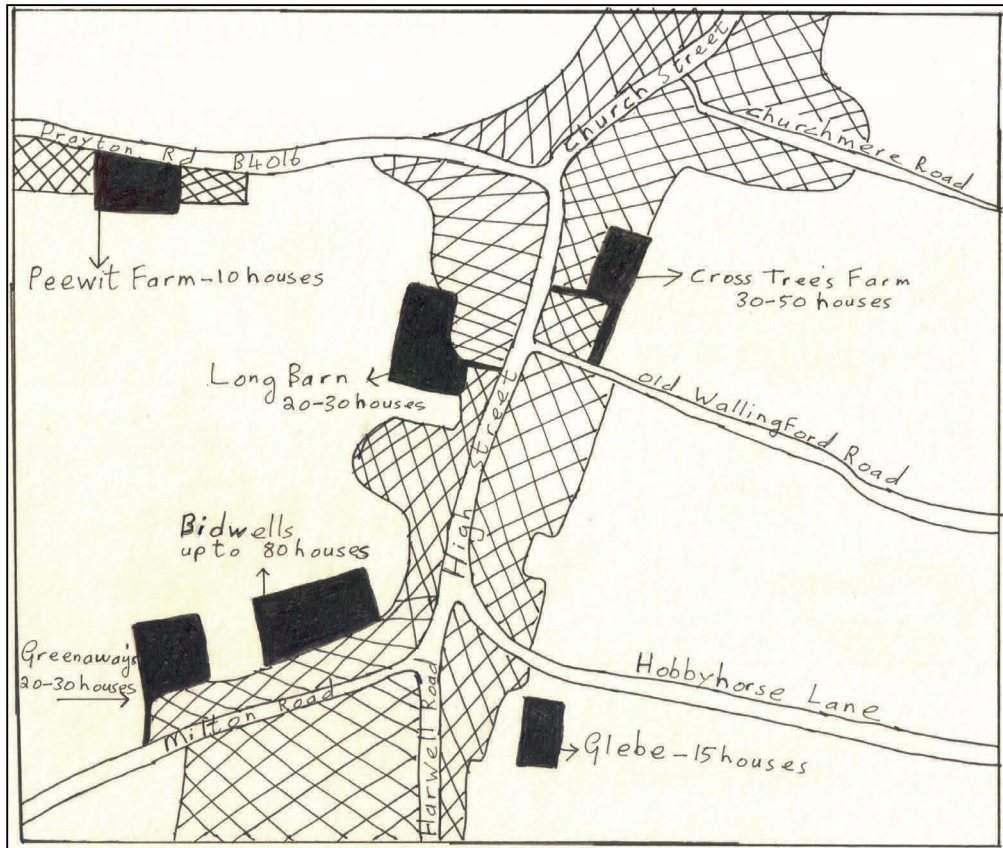 Church Street
Churchmere Road
Drayton Rd B4016
Peewit Farm-10 houses
Cross Tree's Farm
30-50 houses
Long Barn
20-30 houses
Old Wallingford Road
High Street
Bidwells
up to 80 houses
Greenaways
20-30 houses
Milton Road
Harwell Road
Hobbyhorse Lane
Glebe-15 houses